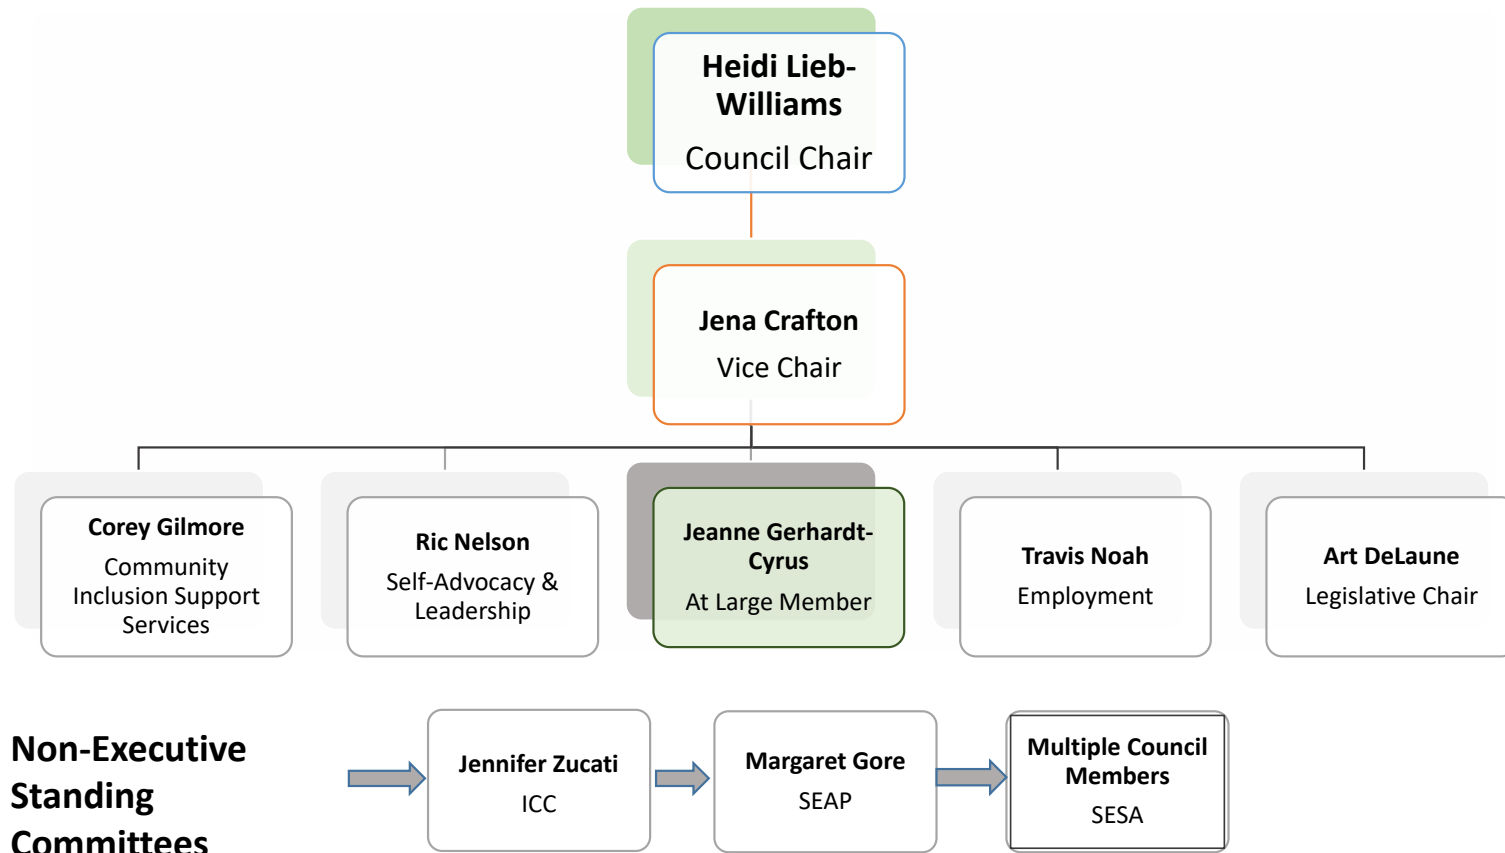 Heidi Lieb-
Williams
Council Chair
Jena Crafton
Vice Chair
Corey Gilmore
Community
Inclusion Support
Services
Ric Nelson
Self-Advocacy &
Leadership
Jeanne Gerhardt-
Cyrus
At Large Member
Travis Noah
Employment
Art DeLaune
Legislative Chair
Non-Executive
Standing
Committees
Jennifer Zucati
ICC
Margaret Gore
SEAP
Multiple Council
Members
SESA